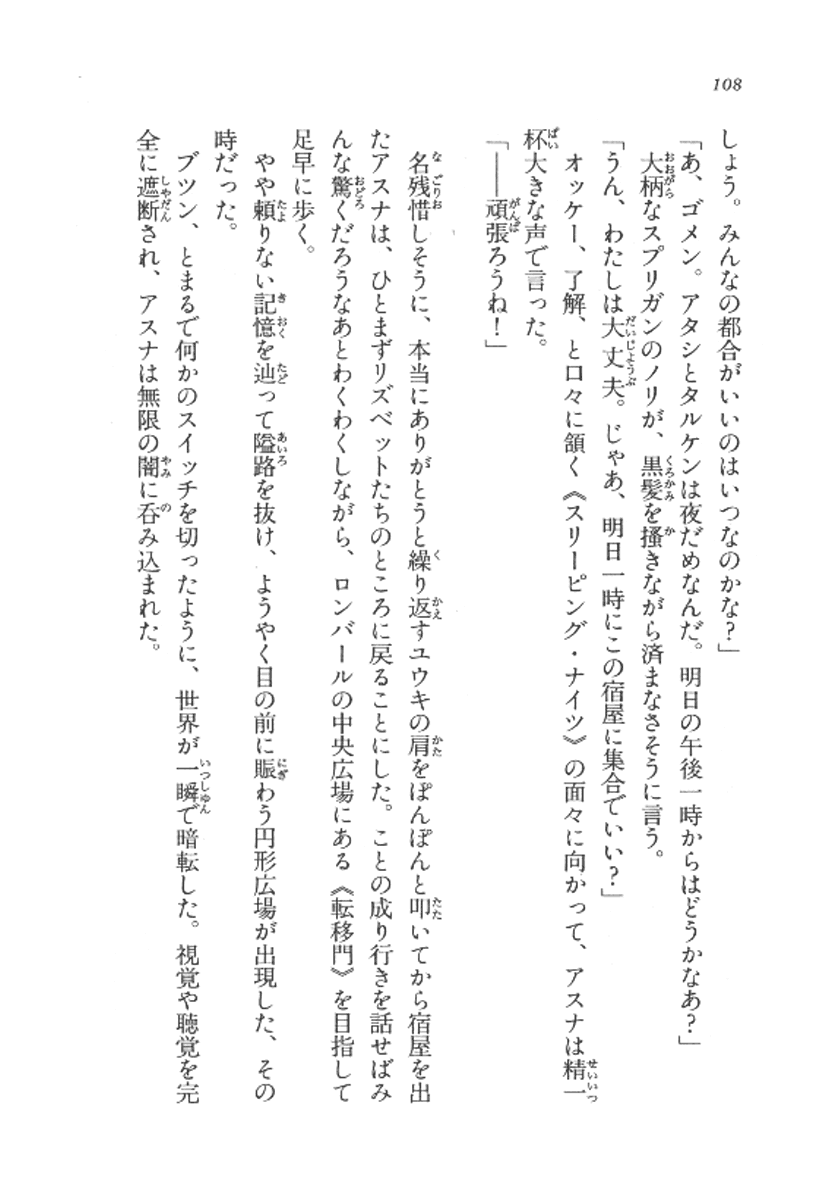 108
しょう。みんなの都合がいいのはいつなのかな？」
「あ、ゴメン。アタシとタルケンは夜だめなんだ。明日の午後一時からはどうかなあ？」
大柄なスプリガンのノリが、黒髪を掻きながら済まなさそうに言う。
「うん、わたしは大丈夫。じゃあ、明日一時にこの宿屋に集合でいい？」
オッケー、了解、と口々に頷く《スリーピング・ナイツ》の面々に向かって、アスナは精一
杯大きな声で言った。
「――頑張ろうね！」
名残惜しそうに、本当にありがとうと繰り返すユウキの肩をぽんぽんと叩いてから宿屋を出
たアスナは、ひとまずリズベットたちのところに戻ることにした。ことの成り行きを話せばみ
んな驚くだろうなあとわくわくしながら、ロンバールの中央広場にある《転移門》を目指して
足早に歩く。
やや頼りない記憶を辿って隘路を抜け、ようやく目の前に賑わう円形広場が出現した、その
時だった。
ブツン、とまるで何かのスイッチを切ったように、世界が一瞬で暗転した。視覚や聴覚を完
全に遮断され、アスナは無限の闇に呑み込まれた。